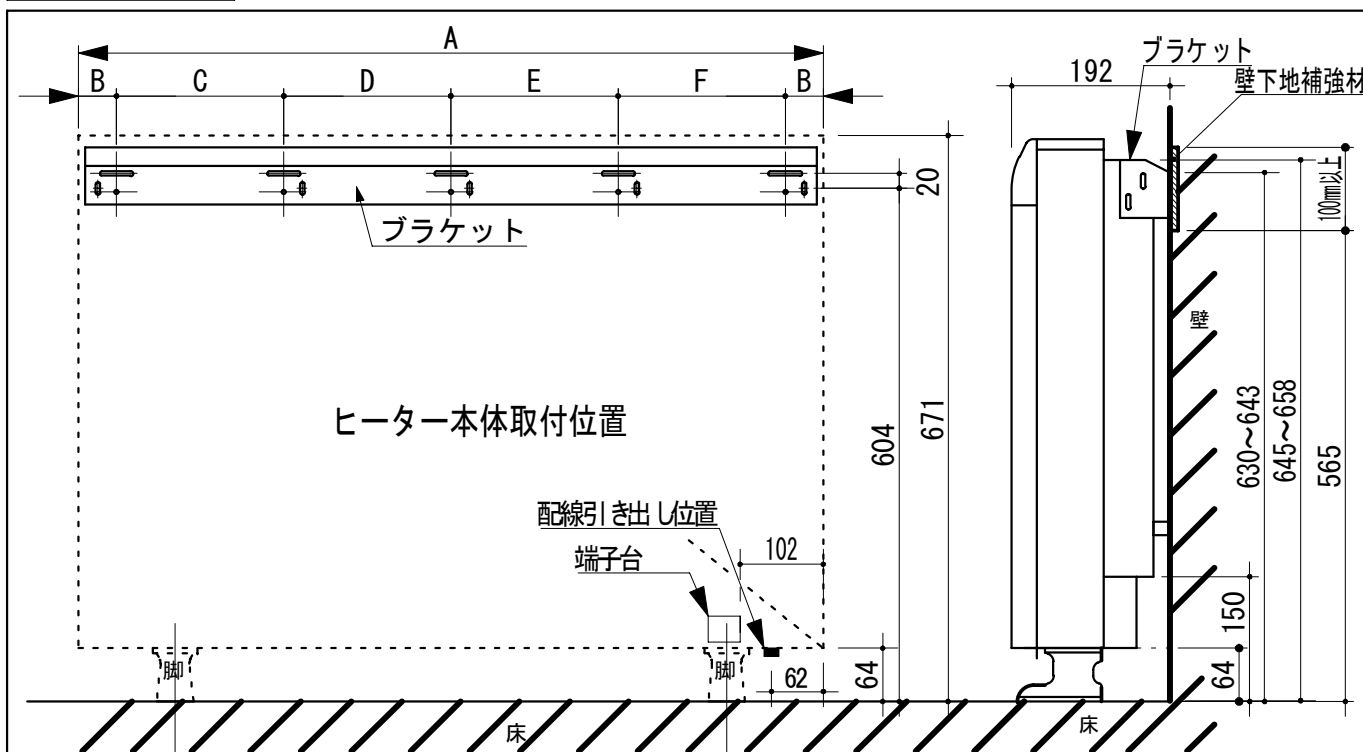 A
B
C
D
E
F
B
ブラケット
20
604
671
ヒーター本体取付位置
配線引き出し位置
端子台
102
脚
脚
62
64
床
192
ブラケット
壁下地補強材
100mm以上
壁
630〜643
645〜658
565
150
64
床